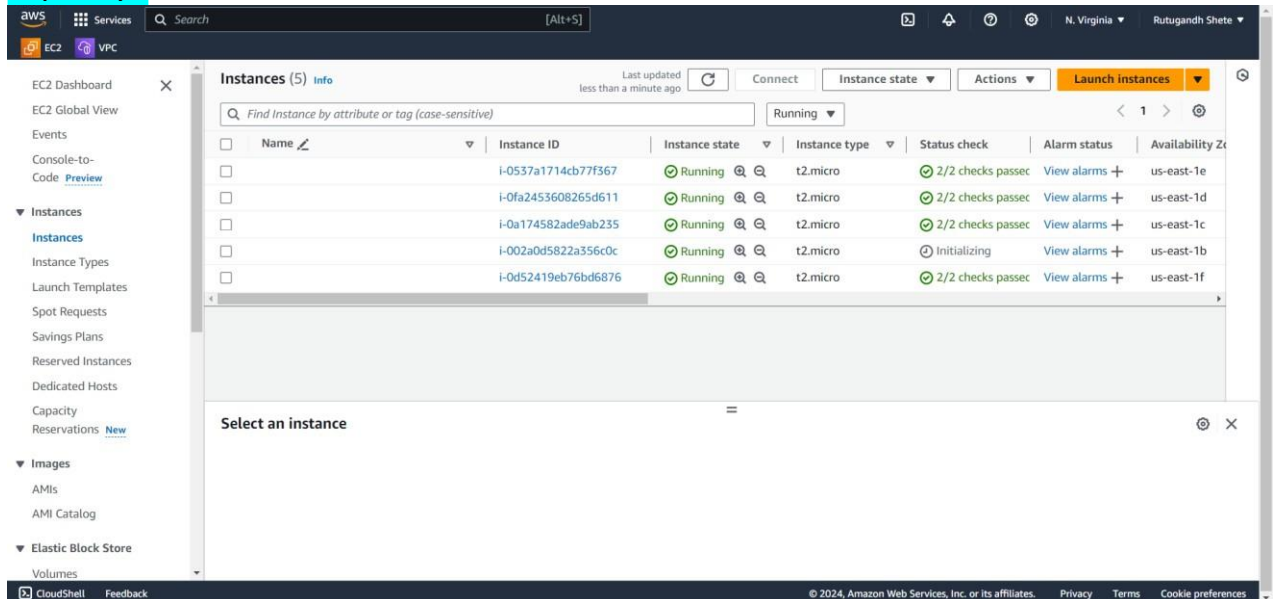 aws Services Search [Alt+S] N. Virginia ▼ Rutugandh Shete ▼
EC2 VPC
EC2 Dashboard
EC2 Global View
Events
Console-to-
Code Preview
▼ Instances
Instances
Instance Types
Launch Templates
Spot Requests
Savings Plans
Reserved Instances
Dedicated Hosts
Capacity
Reservations New
▼ Images
AMIs
AMI Catalog
▼ Elastic Block Store
Volumes
Instances (5) Info
Last updated
less than a minute ago
Connect Instance state ▼ Actions ▼ Launch instances ▼
Find Instance by attribute or tag (case-sensitive) Running ▼ 1
Name Instance ID Instance state Instance type Status check Alarm status Availability Zo
i-0537a1714cb77f367 Running t2.micro 2/2 checks passec View alarms + us-east-1e
i-0fa2453608265d611 Running t2.micro 2/2 checks passec View alarms + us-east-1d
i-0a174582ade9ab235 Running t2.micro 2/2 checks passec View alarms + us-east-1c
i-002a0d5822a356c0c Running t2.micro Initializing View alarms + us-east-1b
i-0d52419eb76bd6876 Running t2.micro 2/2 checks passec View alarms + us-east-1f
Select an instance
CloudShell Feedback © 2024, Amazon Web Services, Inc. or its affiliates. Privacy Terms Cookie preferences